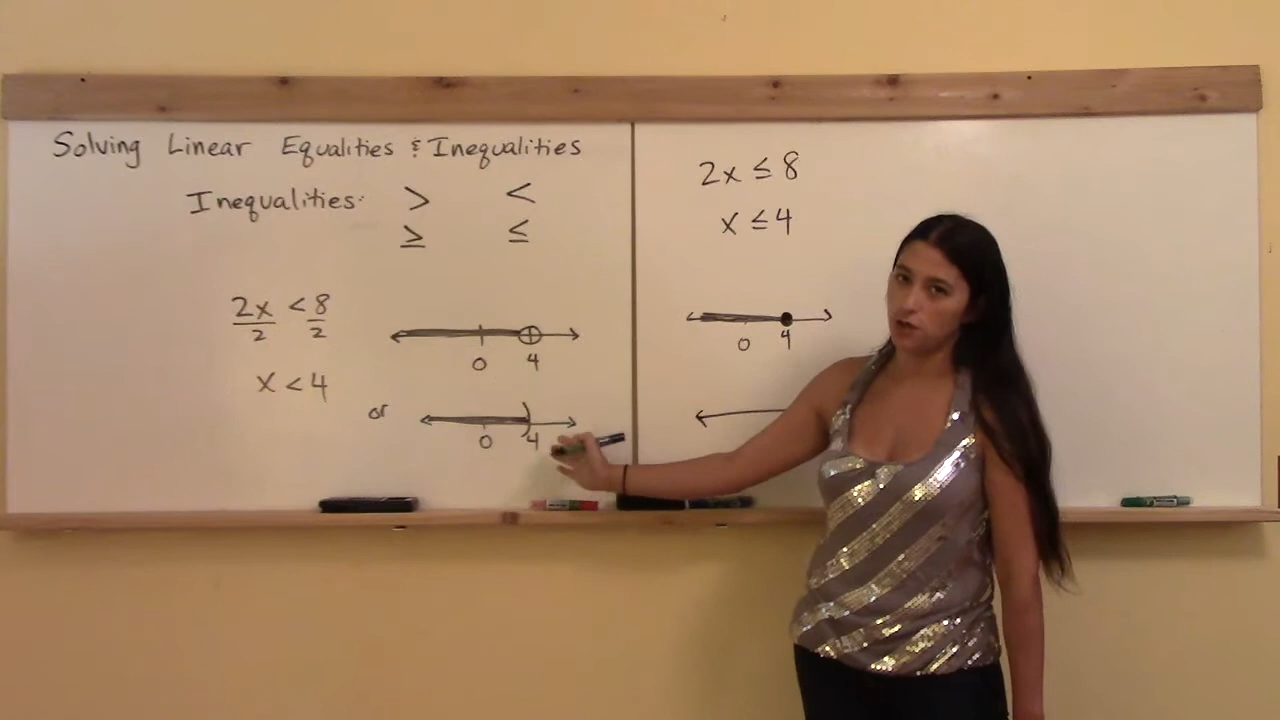 Solving Linear Equalities & Inequalities
Inequalities: > <
≥ ≤
2x < 8
2 2
x < 4
0 4
or
0 4
2x ≤ 8
x ≤ 4
0 4